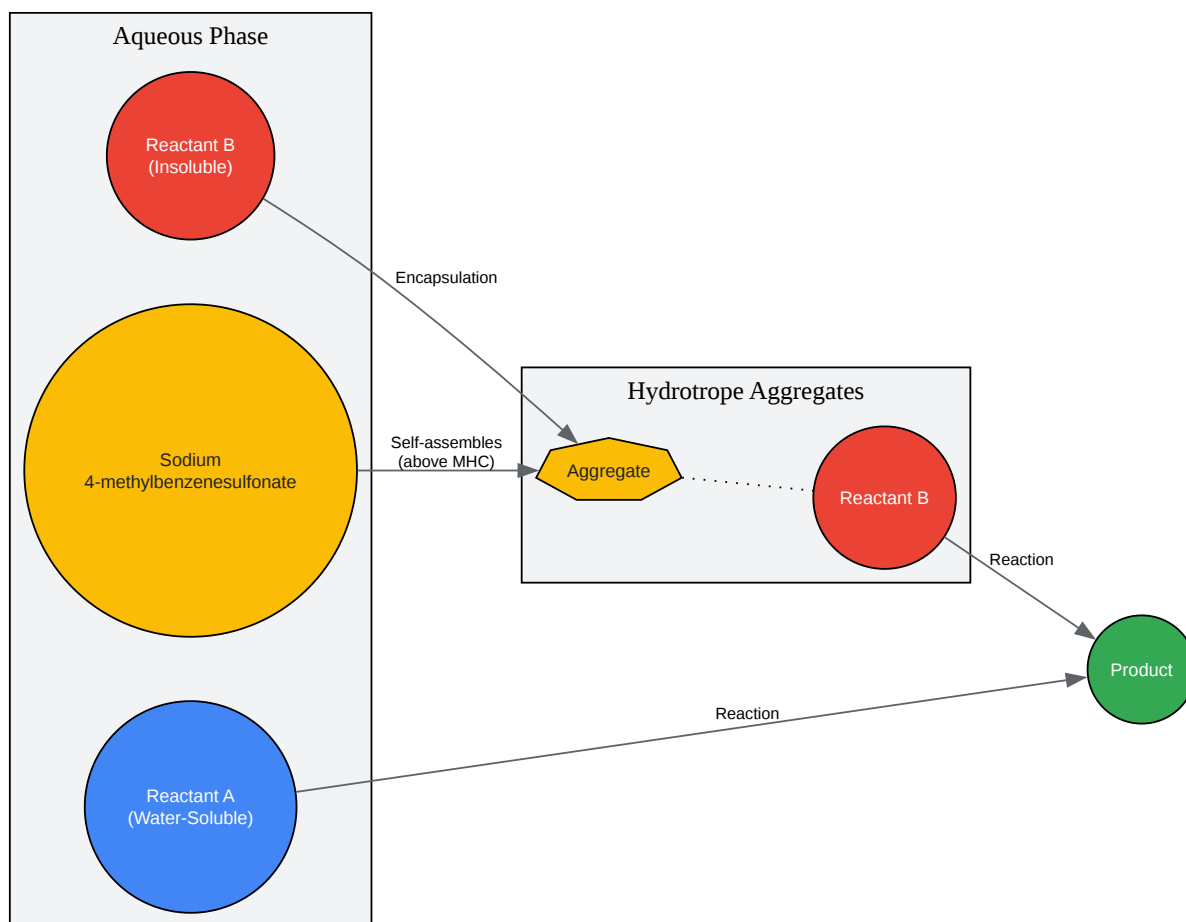 Aqueous Phase
Reactant B
(Insoluble)
Encapsulation
Sodium
4-methylbenzenesulfonate
Self-assembles
(above MHC)
Hydrotrope Aggregates
Aggregate
Reactant B
Reaction
Product
Reaction
Reactant A
(Water-Soluble)